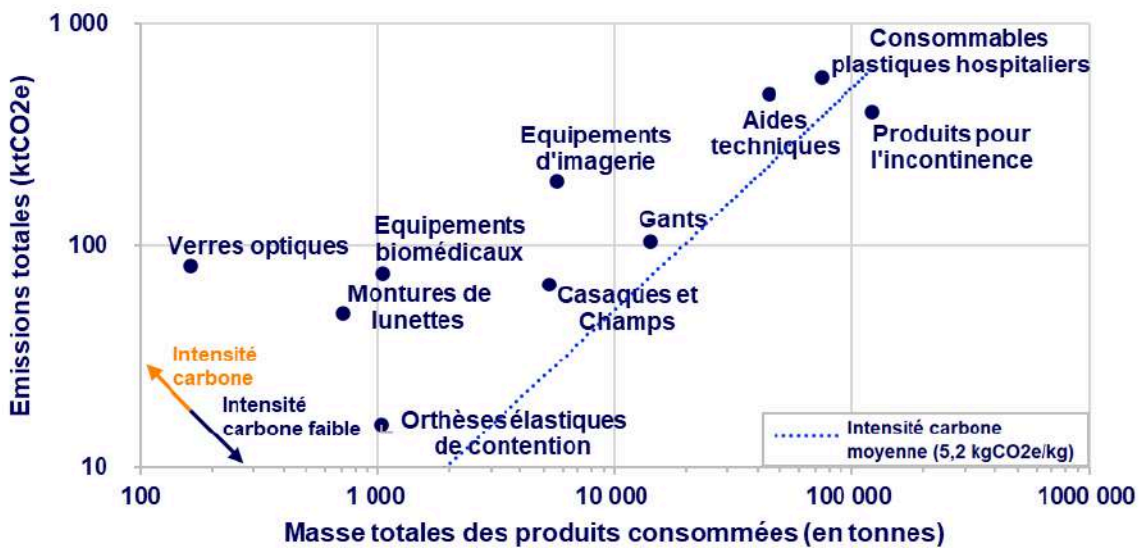 Emissions totales (ktCO2e)
1 000
100
10
Consommables
plastiques hospitaliers
Aides
techniques
Produits pour
l'incontinence
Equipements
d'imagerie
Gants
Verres optiques
Equipements
biomédicaux
Montures de
lunettes
Casaques et
Champs
Intensité
carbone
Intensité
carbone faible
Orthèses élastiques
de contention
Intensité carbone
moyenne (5,2 kgCO2e/kg)
100
1 000
10 000
100 000
1000 000
Masse totales des produits consommées (en tonnes)